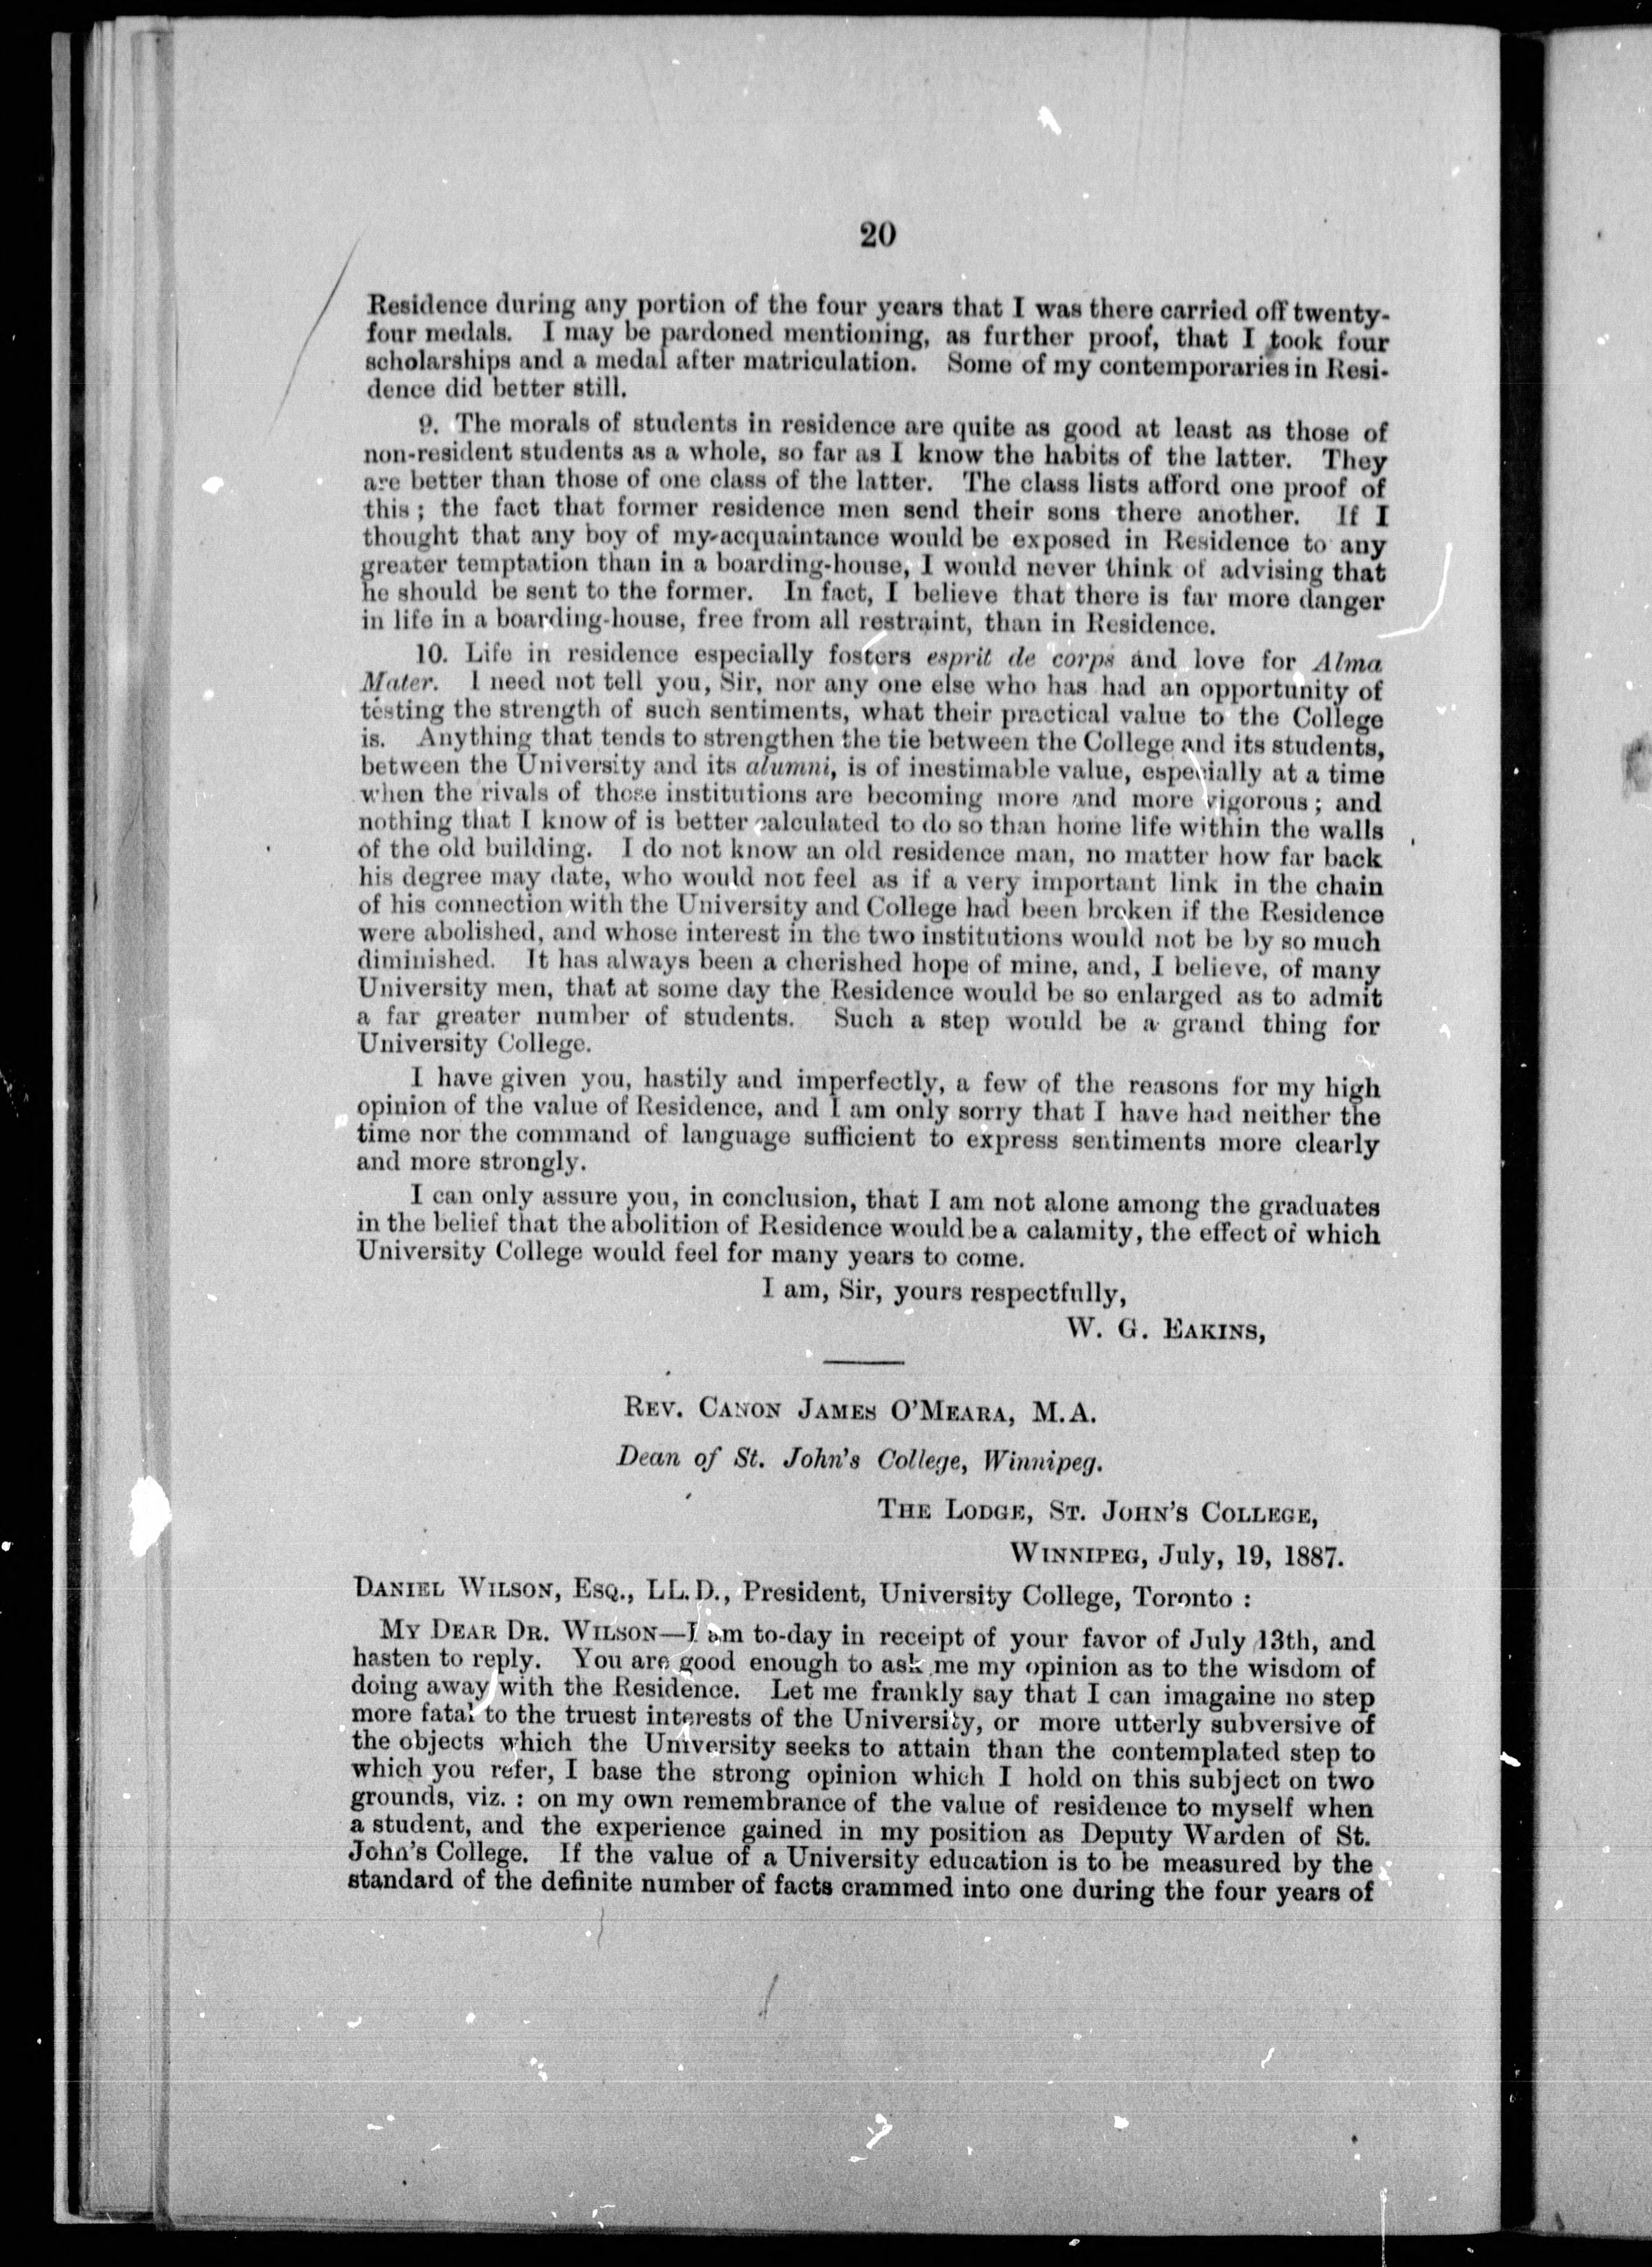 20
Residence during any portion of the four years that I was there carried off twenty-
four medals. I may be pardoned mentioning, as further proof, that I took four
scholarships and a medal after matriculation. Some of my contemporaries in Resi-
dence did better still.
9. The morals of students in residence are quite as good at least as those of
non-resident students as a whole, so far as I know the habits of the latter. They
are better than those of one class of the latter. The class lists afford one proof of
this; the fact that former residence men send their sons there another. If I
thought that any boy of my acquaintance would be exposed in Residence to any
greater temptation than in a boarding-house, I would never think of advising that
he should be sent to the former. In fact, I believe that there is far more danger
in life in a boarding-house, free from all restraint, than in Residence.
10. Life in residence especially fosters esprit de corps and love for Alma
Mater. I need not tell you, Sir, nor any one else who has had an opportunity of
testing the strength of such sentiments, what their practical value to the College
is. Anything that tends to strengthen the tie between the College and its students,
between the University and its alumni, is of inestimable value, especially at a time
when the rivals of these institutions are becoming more and more vigorous; and
nothing that I know of is better calculated to do so than home life within the walls
of the old building. I do not know an old residence man, no matter how far back
his degree may date, who would not feel as if a very important link in the chain
of his connection with the University and College had been broken if the Residence
were abolished, and whose interest in the two institutions would not be by so much
diminished. It has always been a cherished hope of mine, and, I believe, of many
University men, that at some day the Residence would be so enlarged as to admit
a far greater number of students. Such a step would be a grand thing for
University College.
I have given you, hastily and imperfectly, a few of the reasons for my high
opinion of the value of Residence, and I am only sorry that I have had neither the
time nor the command of language sufficient to express sentiments more clearly
and more strongly.
I can only assure you, in conclusion, that I am not alone among the graduates
in the belief that the abolition of Residence would be a calamity, the effect of which
University College would feel for many years to come.
I am, Sir, yours respectfully,
W. G. EAKINS,
REV. CANON JAMES O'MEARA, M.A.
Dean of St. John's College, Winnipeg.
THE LODGE, ST. JOHN'S COLLEGE,
WINNIPEG, July, 19, 1887.
DANIEL WILSON, ESQ., LL.D., President, University College, Toronto :
MY DEAR DR. WILSON—I am to-day in receipt of your favor of July 13th, and
hasten to reply. You are good enough to ask me my opinion as to the wisdom of
doing away with the Residence. Let me frankly say that I can imagaine no step
more fatal to the truest interests of the University, or more utterly subversive of
the objects which the University seeks to attain than the contemplated step to
which you refer, I base the strong opinion which I hold on this subject on two
grounds, viz. : on my own remembrance of the value of residence to myself when
a student, and the experience gained in my position as Deputy Warden of St.
John's College. If the value of a University education is to be measured by the
standard of the definite number of facts crammed into one during the four years of